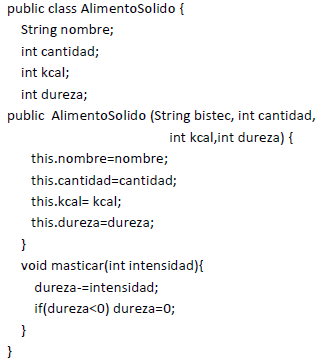 public class AlimentoSolido {
String nombre;
int cantidad;
int kcal;
int dureza;
public  AlimentoSolido (String bistec, int cantidad,
int kcal,int dureza) {
this.nombre=nombre;
this.cantidad=cantidad;
this.kcal= kcal;
this.dureza=dureza;
}
void masticar(int intensidad){
dureza-=intensidad;
if(dureza<0) dureza=0;
}
}